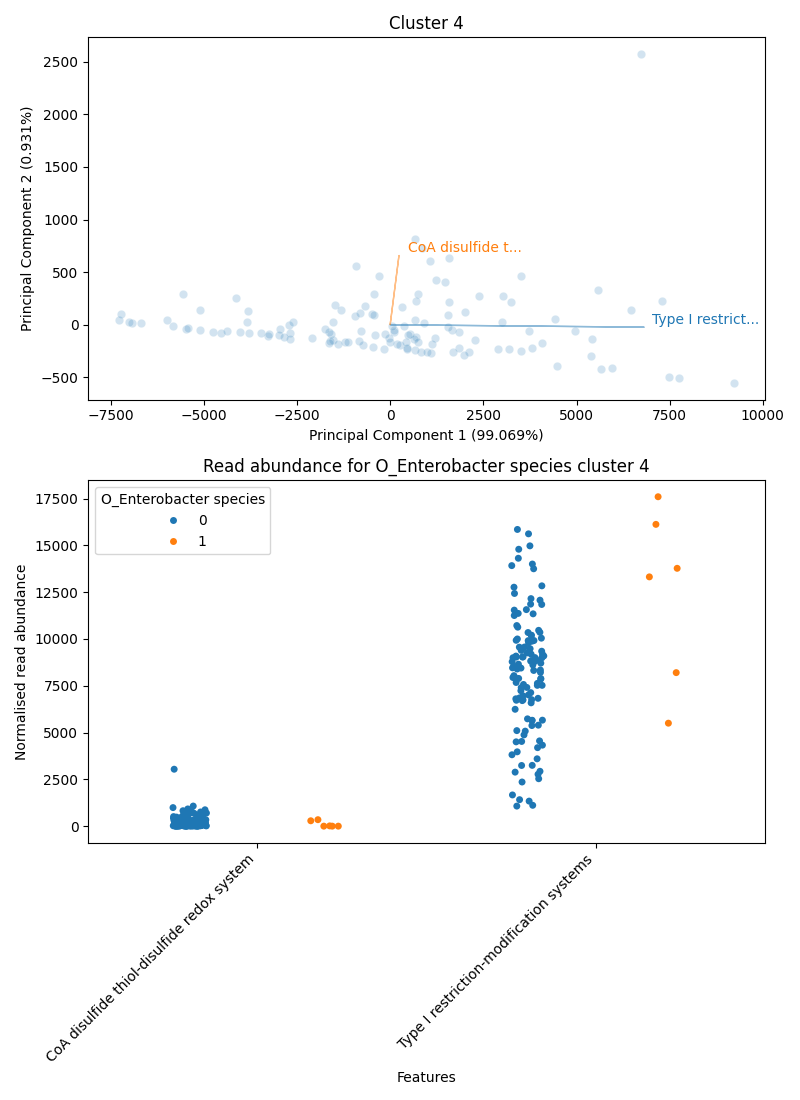 Cluster 4
Principal Component 2 (0.931%)
2500
2000
1500
1000
500
0
−500
CoA disulfide t...
Type I restrict...
−7500
−5000
−2500
0
2500
5000
7500
10000
Principal Component 1 (99.069%)
Read abundance for O_Enterobacter species cluster 4
Normalised read abundance
17500
15000
12500
10000
7500
5000
2500
0
O_Enterobacter species
0
1
CoA disulfide thiol-disulfide redox system
Type I restriction-modification systems
Features